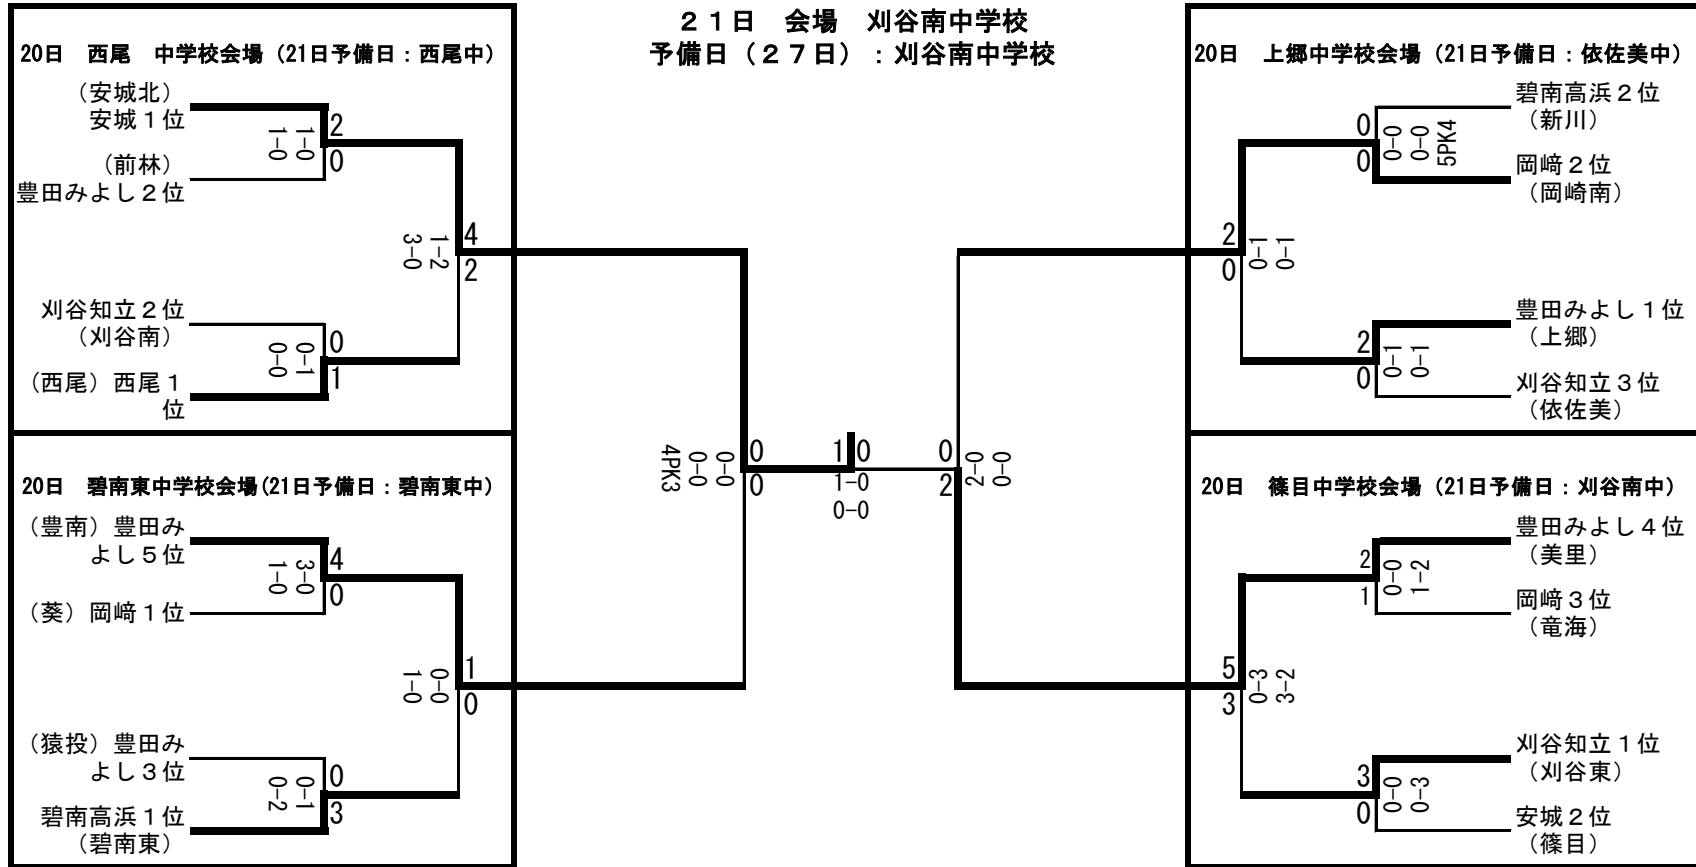 ２１日　会場　刈谷南中学校
予備日（２７日）：刈谷南中学校
20日　西尾　中学校会場（21日予備日：西尾中）
（安城北）
安城１位
2
1-0
1-0
0
（前林）
豊田みよし２位
4
1-2
3-0
2
刈谷知立２位
（刈谷南）
0
0-1
0-0
1
（西尾）西尾１
位
20日　碧南東中学校会場(21日予備日：碧南東中）
（豊南）豊田み
よし５位
4
3-0
1-0
0
（葵）岡﨑１位
1
0-0
1-0
0
（猿投）豊田み
よし３位
0
0-1
0-2
3
碧南高浜１位
（碧南東）
0
0-0
0-0
4PK3
0
1 0
1-0
0-0
0
2-0
0-0
2
20日　上郷中学校会場（21日予備日：依佐美中）
碧南高浜２位
（新川）
0
0-0
0-0
5PK4
0
岡﨑２位
（岡崎南）
2
0-1
0-1
0
豊田みよし１位
（上郷）
2
0-1
0-1
0
刈谷知立３位
（依佐美）
20日　篠目中学校会場（21日予備日：刈谷南中）
豊田みよし４位
（美里）
2
0-0
1-2
1
岡﨑３位
（竜海）
5
0-3
3-2
3
刈谷知立１位
（刈谷東）
3
0-0
0-3
0
安城２位
（篠目）